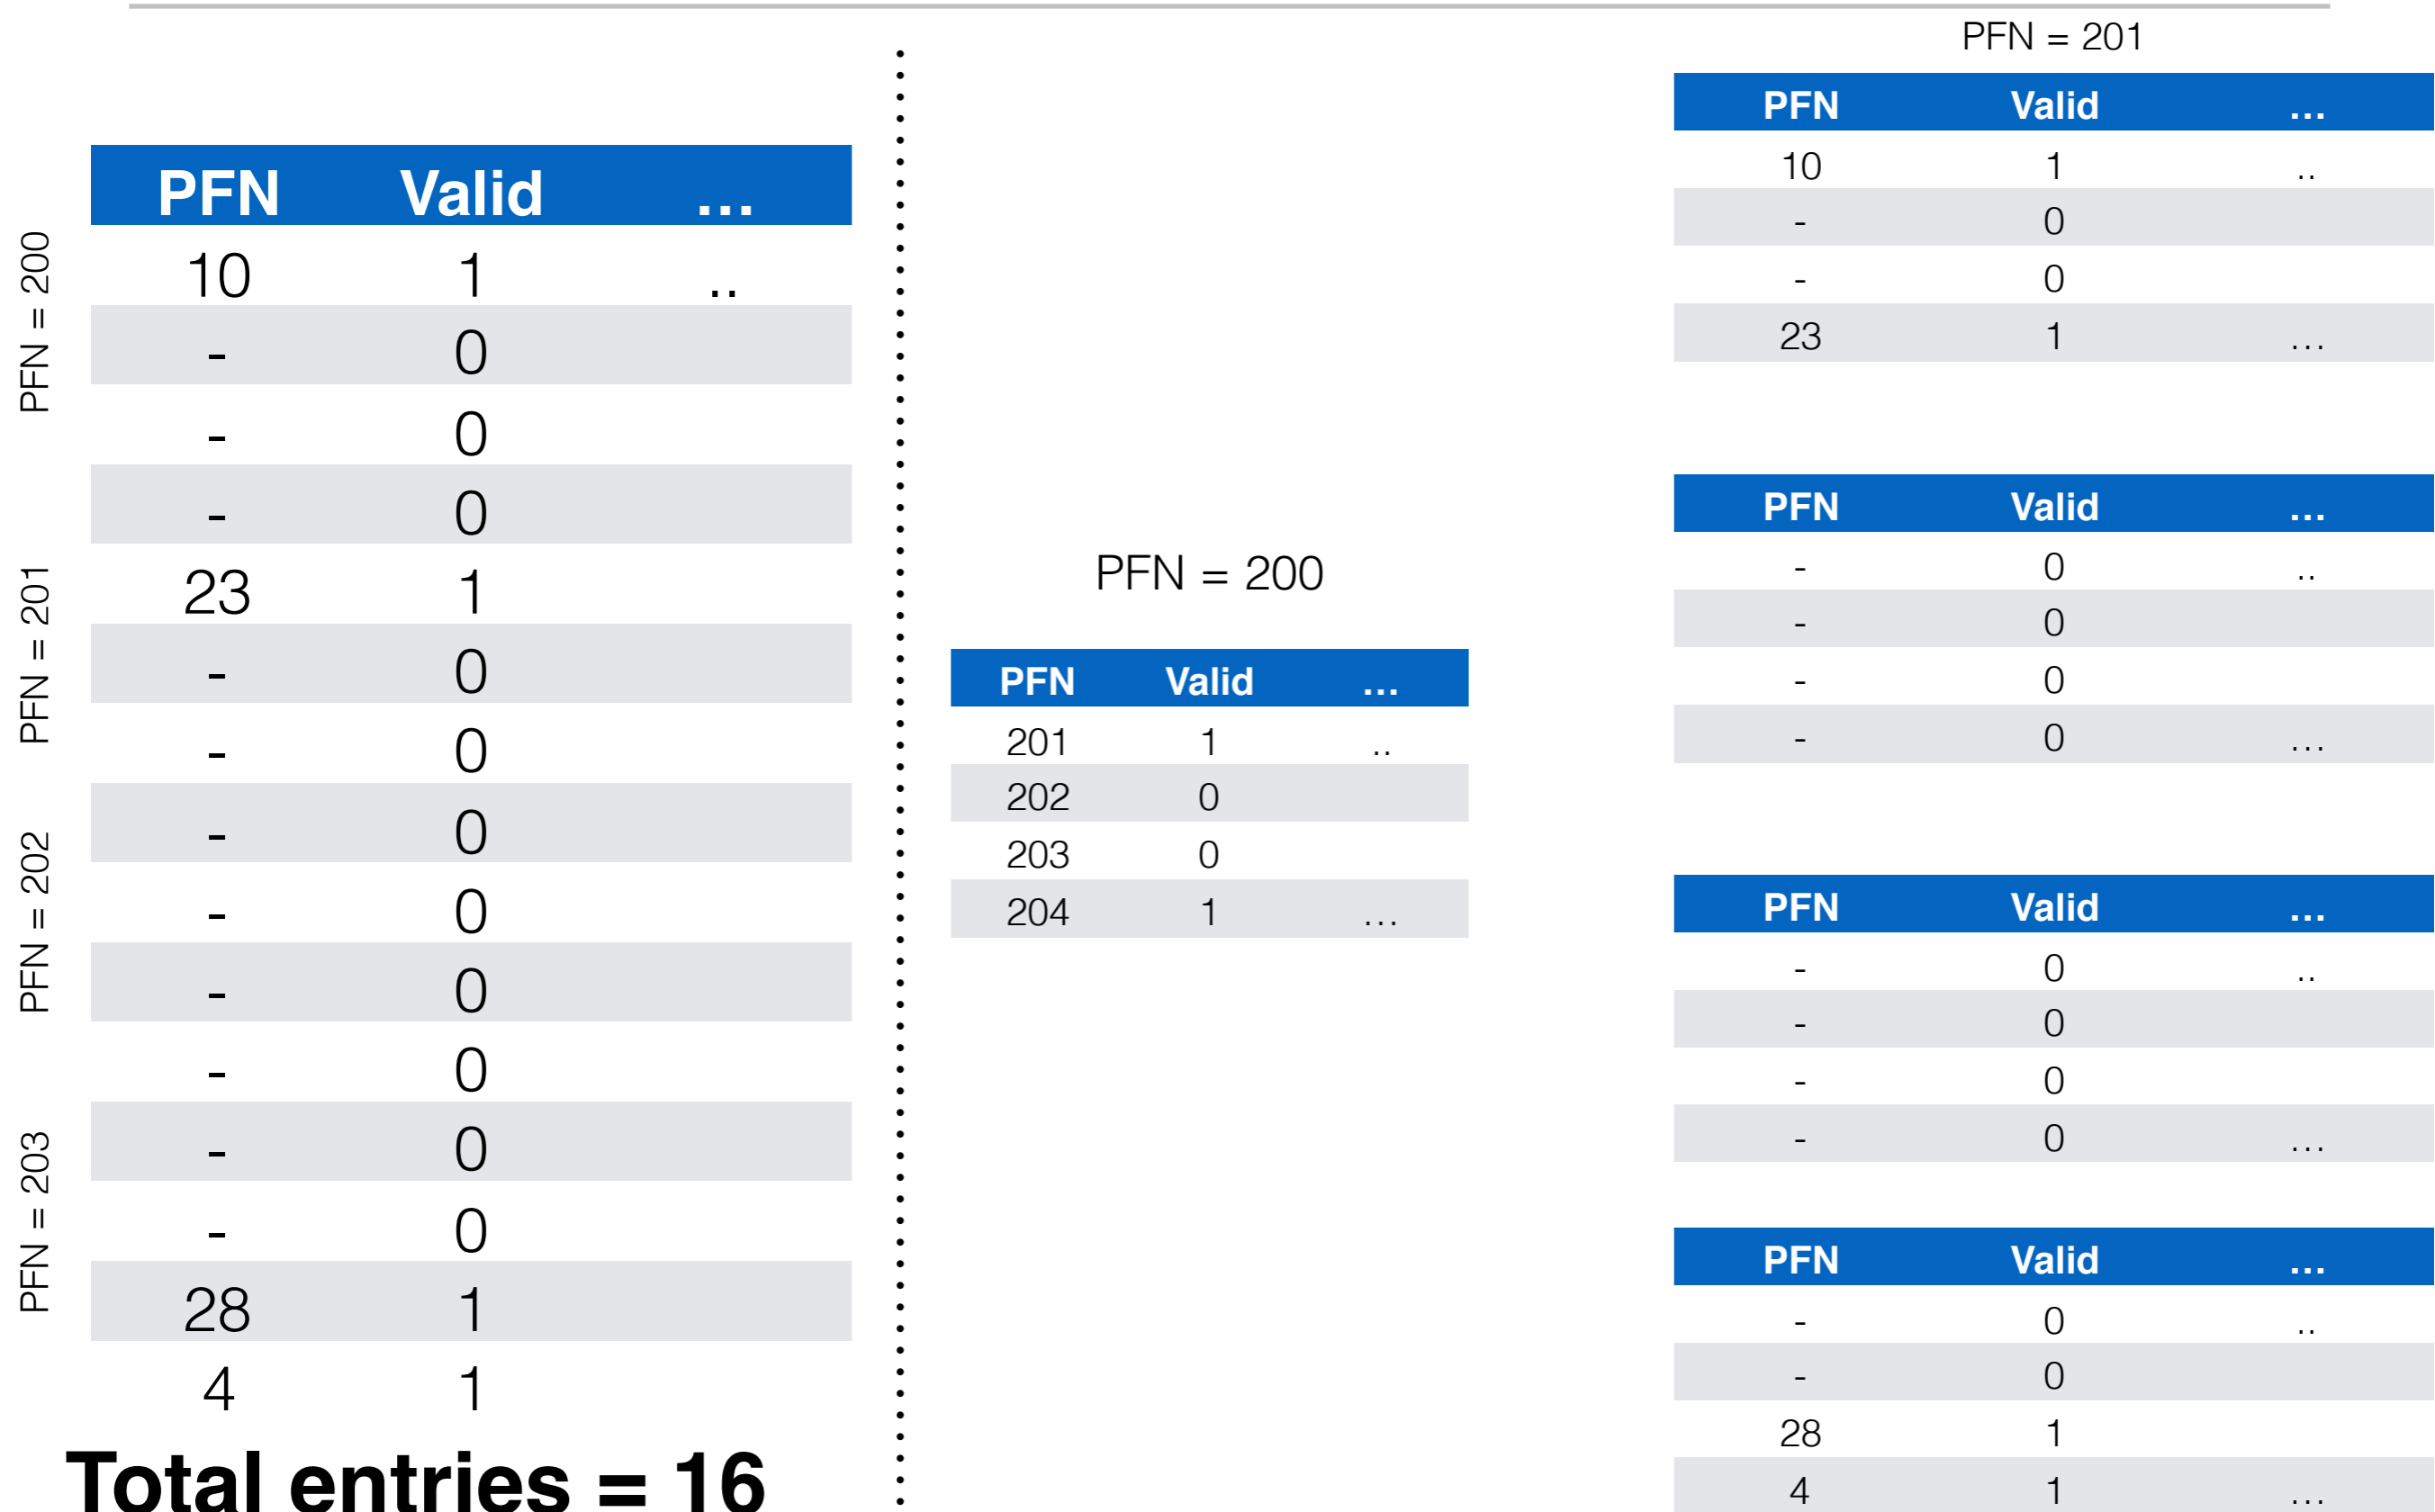 PFN = 200
PFN = 201
PFN = 202
PFN = 203
PFN Valid ...
10 1 ..
- 0
- 0
- 0
23 1
- 0
- 0
- 0
- 0
- 0
- 0
- 0
- 0
28 1
4 1
Total entries = 16
PFN = 200
PFN Valid ...
201 1 ..
202 0
203 0
204 1 ...
PFN = 201
PFN Valid ...
10 1 ..
- 0
- 0
23 1 ...
PFN Valid ...
- 0 ..
- 0
- 0
- 0 ...
PFN Valid ...
- 0 ..
- 0
- 0
- 0 ...
PFN Valid ...
- 0 ..
- 0
28 1
4 1 ...